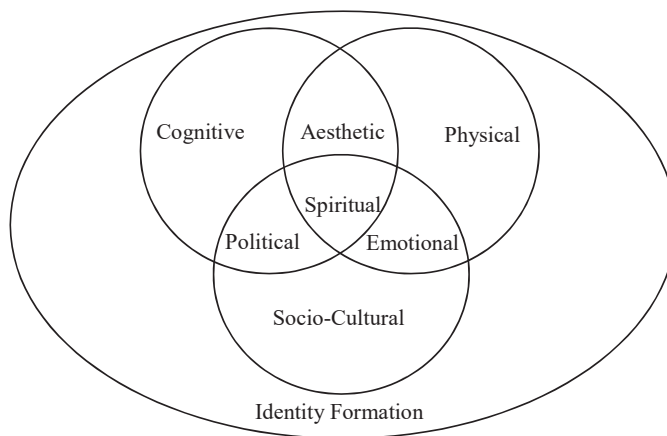 Cognitive
Aesthetic
Physical
Spiritual
Political
Emotional
Socio-Cultural
Identity Formation